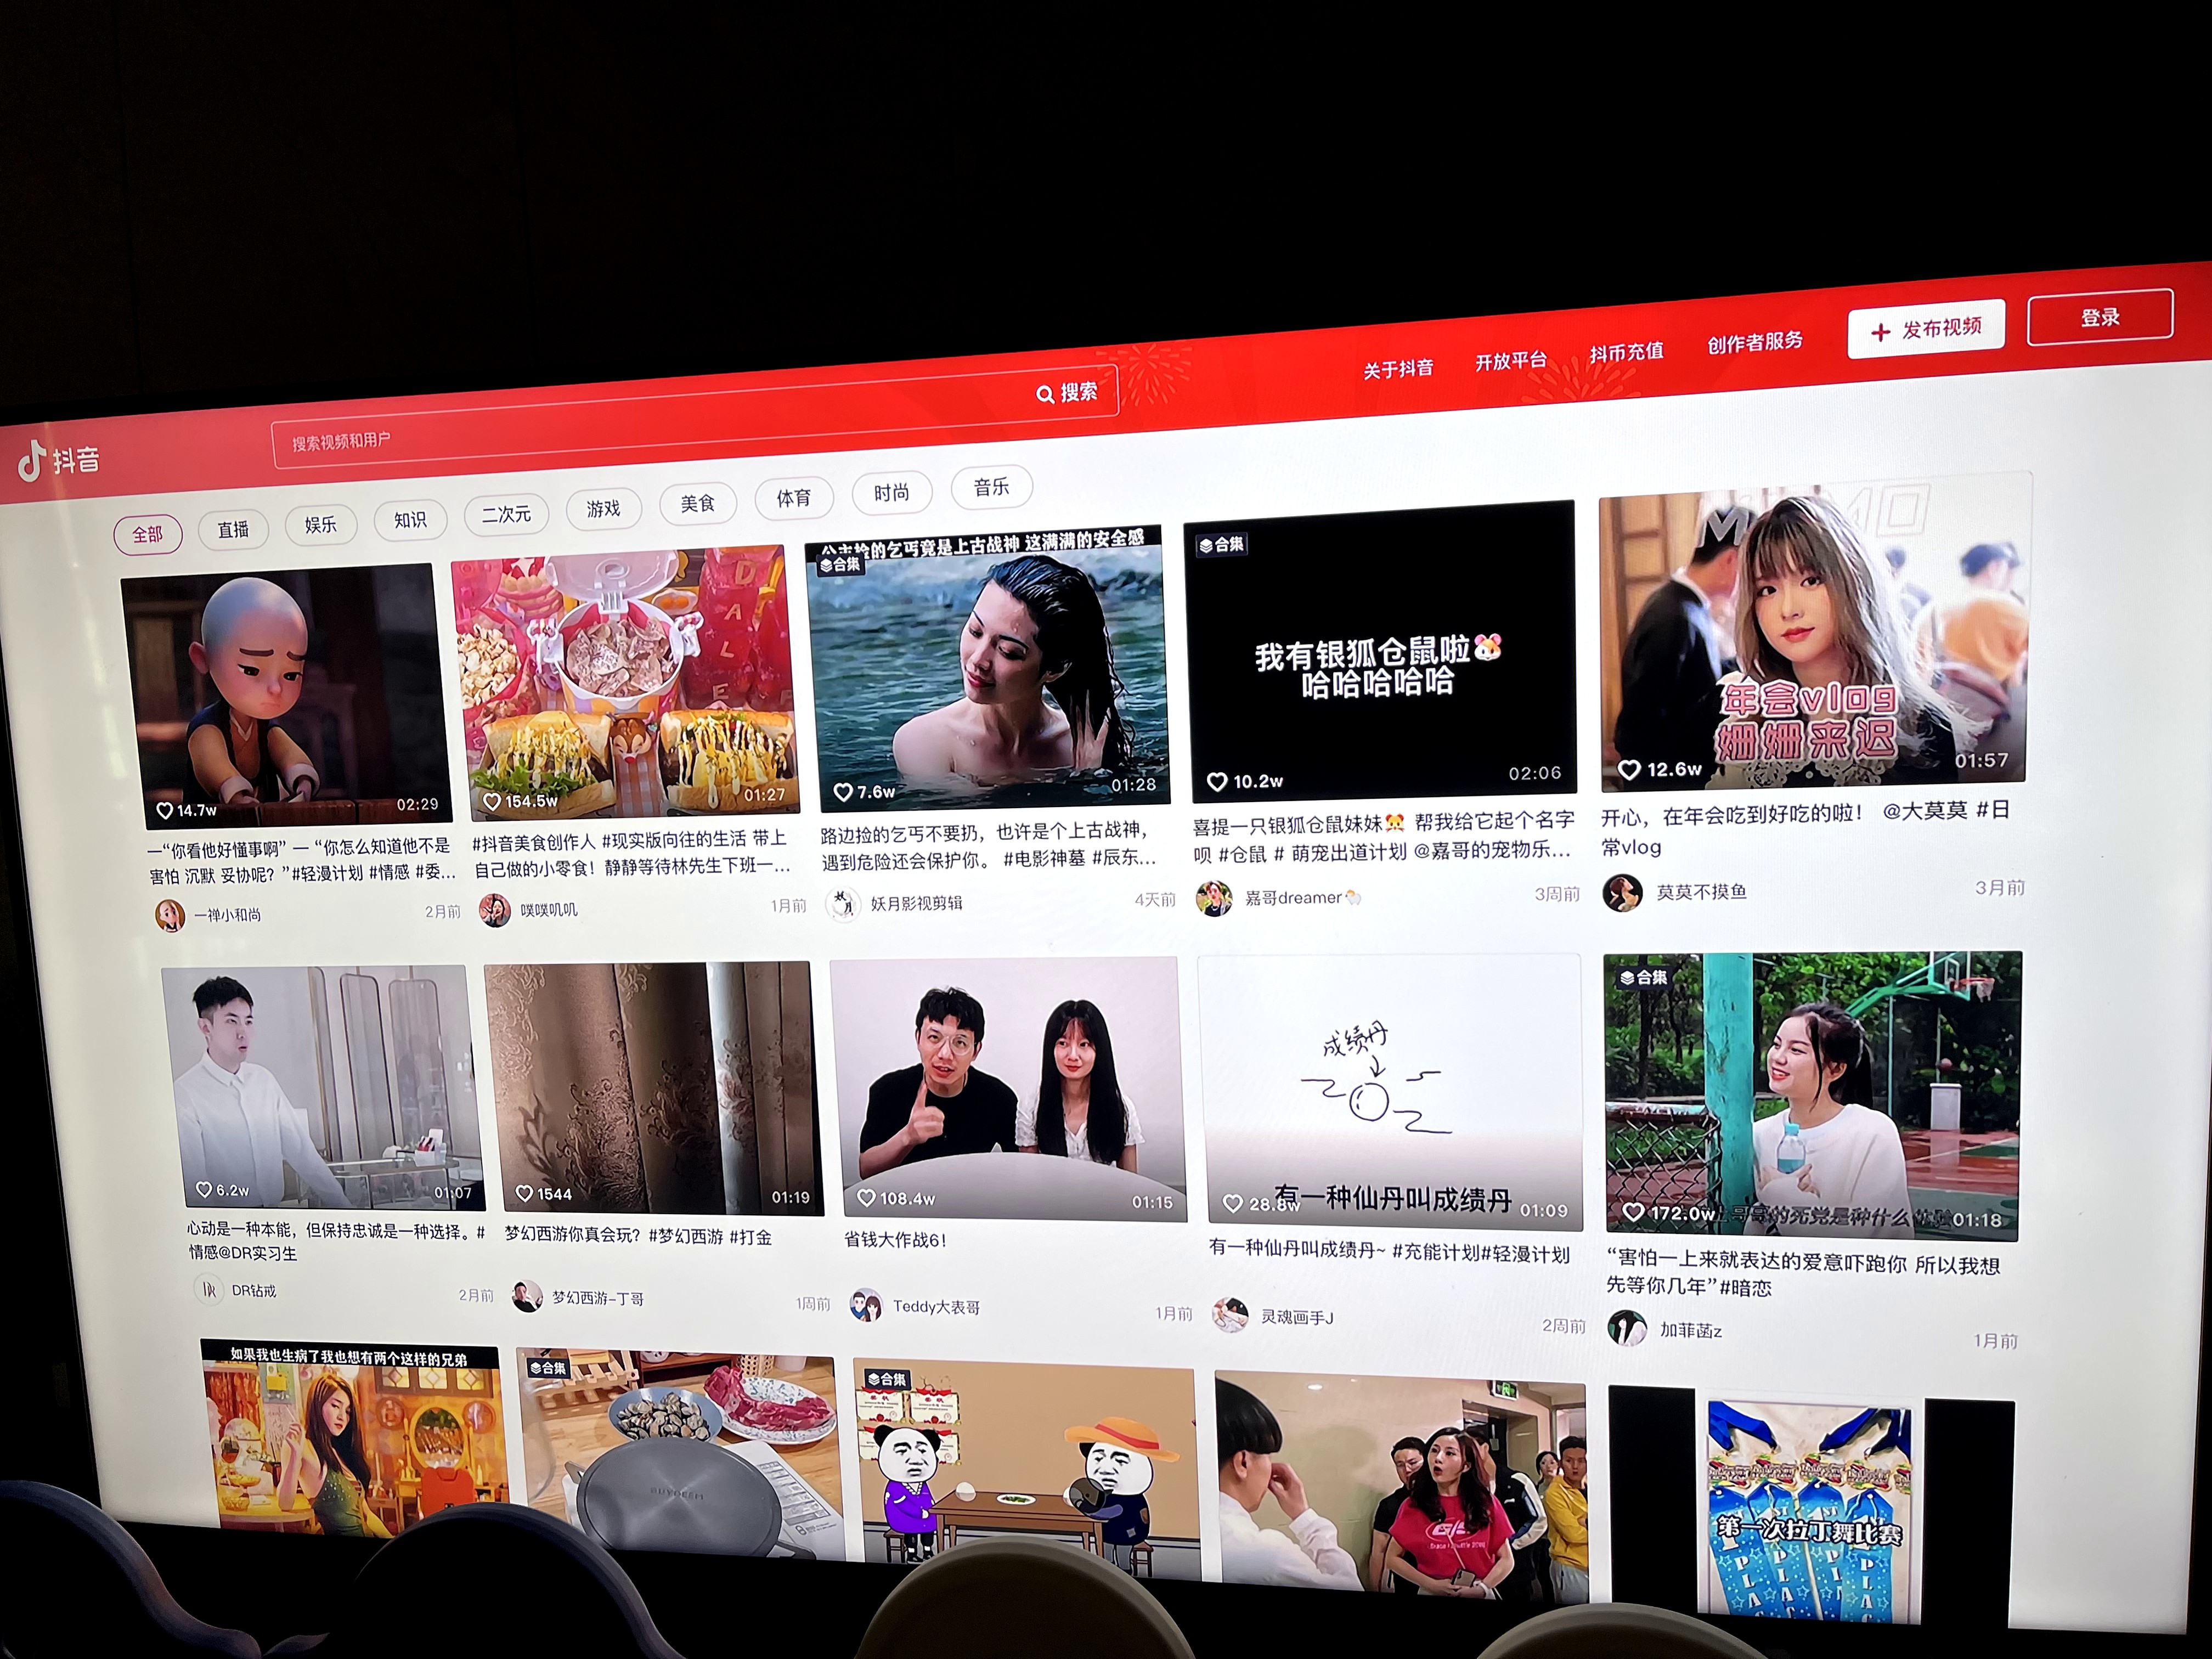 关于抖音 开放平台 抖币充值 创作者服务 + 发布视频 登录
抖音 搜索视频和用户 搜索
全部 直播 娱乐 知识 二次元 游戏 美食 体育 时尚 音乐
14.7w 02:29
一“你看他好懂事啊” 一 “你怎么知道他不是
害怕 沉默 妥协呢？”#轻漫计划 #情感 #委...
一禅小和尚 2月前
DALE
154.5w 01:27
#抖音美食创作人 #现实版向往的生活 带上
自己做的小零食！静静等待林先生下班一...
噗噗叽叽 1月前
公主捡的乞丐竟是上古战神 这满满的安全感
合集
7.6w 01:28
路边捡的乞丐不要扔，也许是个上古战神，
遇到危险还会保护你。 #电影神墓 #辰东...
妖月影视剪辑 4天前
合集
我有银狐仓鼠啦🐹
哈哈哈哈哈
10.2w 02:06
喜提一只银狐仓鼠妹妹🐹 帮我给它起个名字
呗 #仓鼠 # 萌宠出道计划 @嘉哥的宠物乐...
嘉哥dreamer🐑 3周前
年会vlog
姗姗来迟
12.6w 01:57
开心，在年会吃到好吃的啦！ @大莫莫 #日
常vlog
莫莫不摸鱼 3月前
6.2w 01:07
心动是一种本能，但保持忠诚是一种选择。#
情感@DR实习生
DR钻戒 2月前
1544 01:19
梦幻西游你真会玩？#梦幻西游 #打金
梦幻西游-丁哥 1周前
108.4w 01:15
省钱大作战6！
Teddy大表哥 1月前
成绩丹
有一种仙丹叫成绩丹
28.8w 01:09
有一种仙丹叫成绩丹~ #充能计划#轻漫计划
灵魂画手J 2周前
合集
172.0w 哥哥的死党是种什么体验 01:18
“害怕一上来就表达的爱意吓跑你 所以我想
先等你几年”#暗恋
加菲菡z 1月前
如果我也生病了我也想有两个这样的兄弟
合集
BUYDEEM
合集
第一次拉丁舞比赛